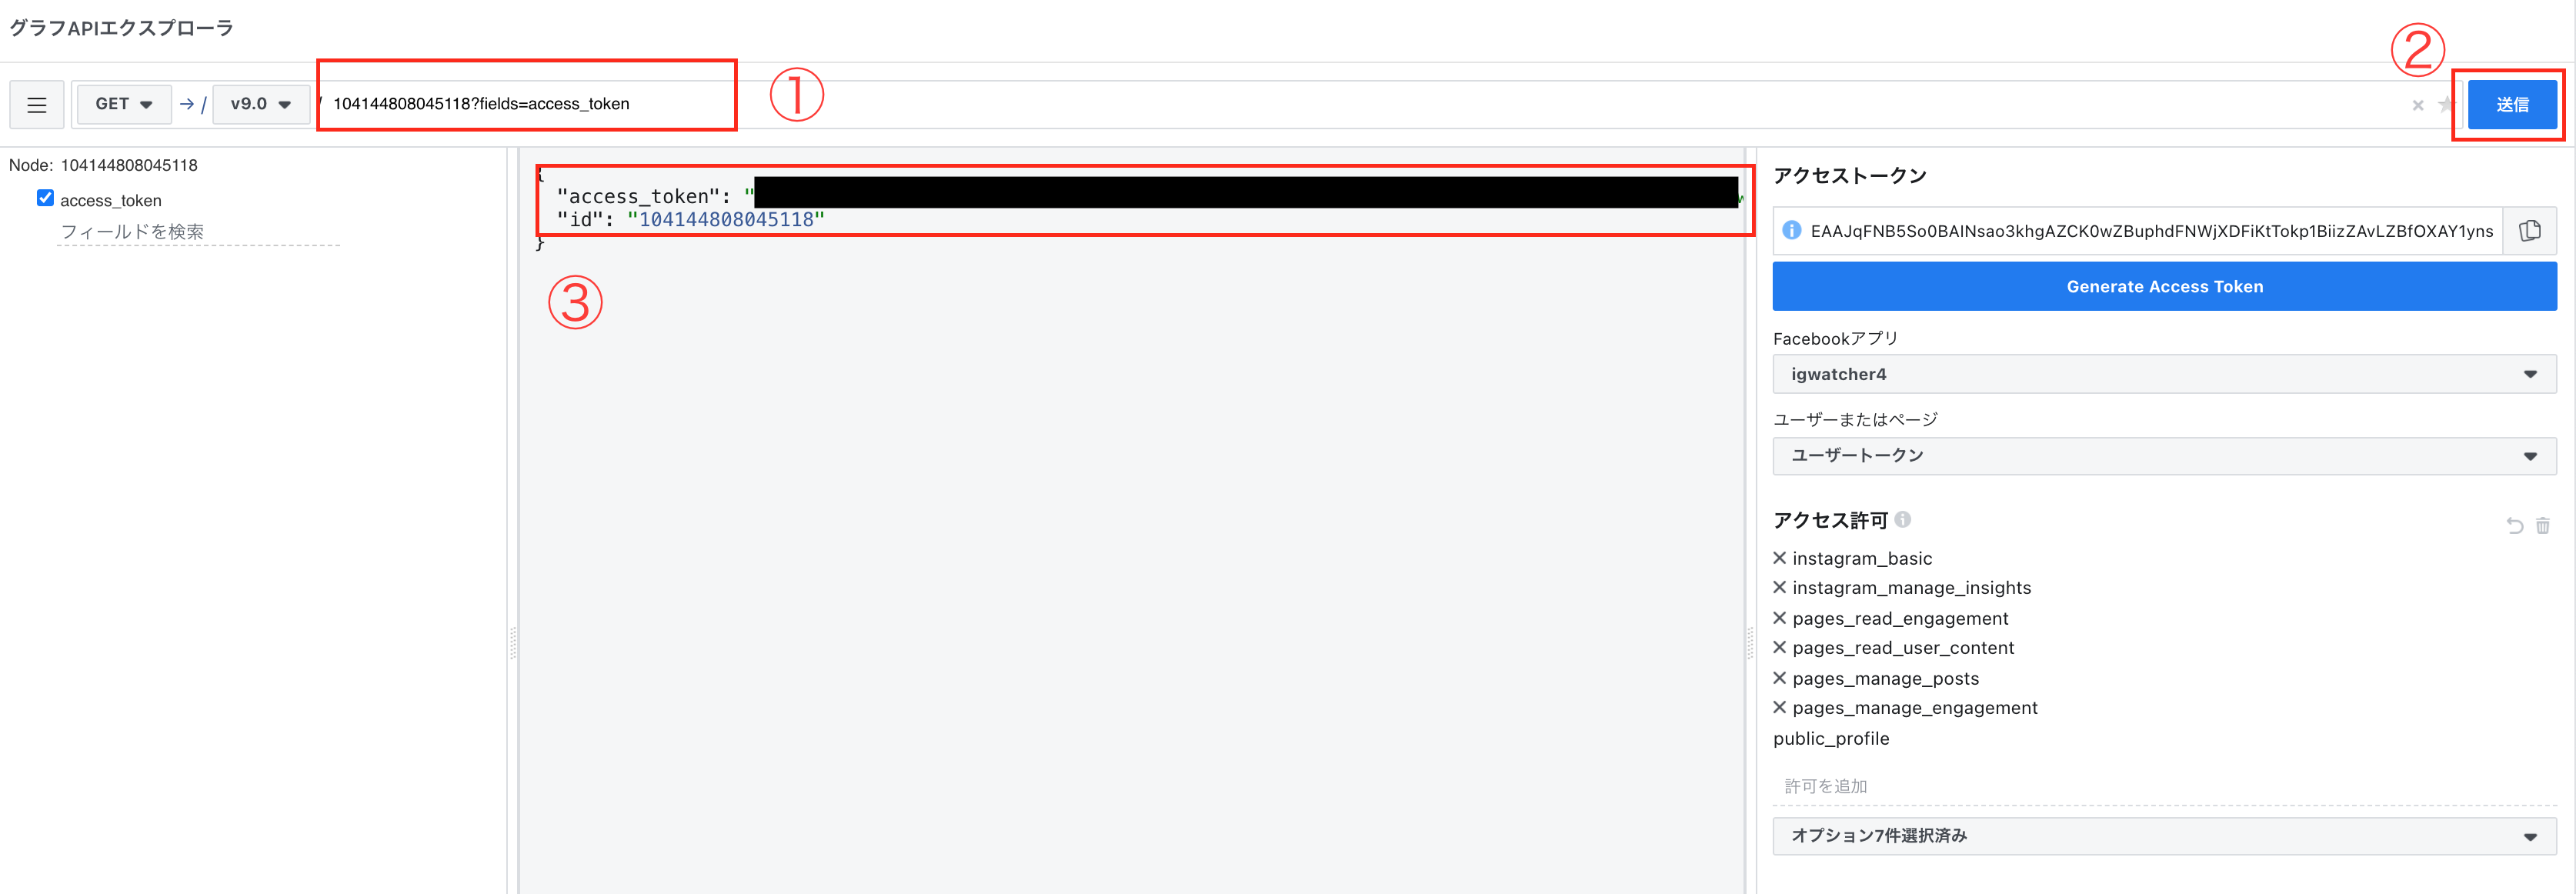 グラフAPIエクスプローラ
②
GET → / v9.0 / 104144808045118?fields=access_token ① × 送信
Node: 104144808045118
access_token
フィールドを検索
{
"access_token": "
"id": "104144808045118"
}
③
アクセストークン
EAAJqFNB5So0BAINsao3khgAZCK0wZBuphdFNWjXDFiKtTokp1BiizZAvLZBfOXAY1yns
Generate Access Token
Facebookアプリ
igwatcher4
ユーザーまたはページ
ユーザートークン
アクセス許可
× instagram_basic
× instagram_manage_insights
× pages_read_engagement
× pages_read_user_content
× pages_manage_posts
× pages_manage_engagement
public_profile
許可を追加
オプション7件選択済み